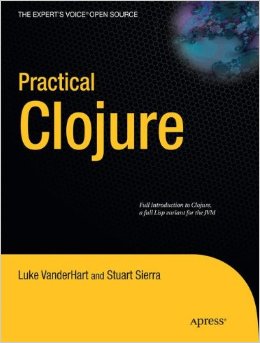 THE EXPERT'S VOICE® OPEN SOURCE
Practical
Clojure
Full introduction to Clojure,
a full Lisp variant for the JVM
Luke VanderHart and Stuart Sierra
Apress®